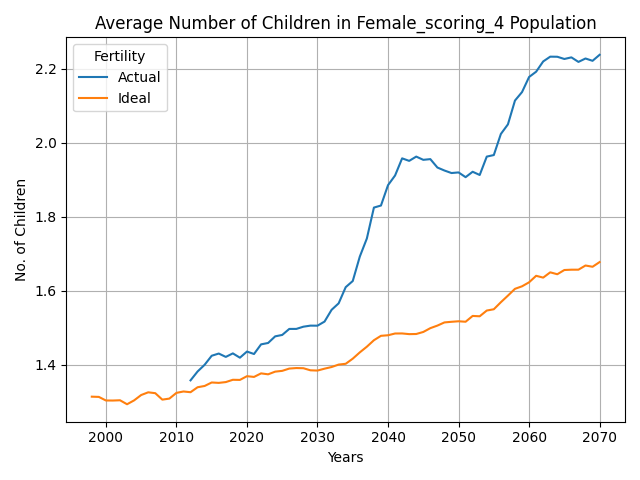 Average Number of Children in Female_scoring_4 Population
Fertility
Actual
Ideal
No. of Children
2.2
2.0
1.8
1.6
1.4
2000 2010 2020 2030 2040 2050 2060 2070
Years